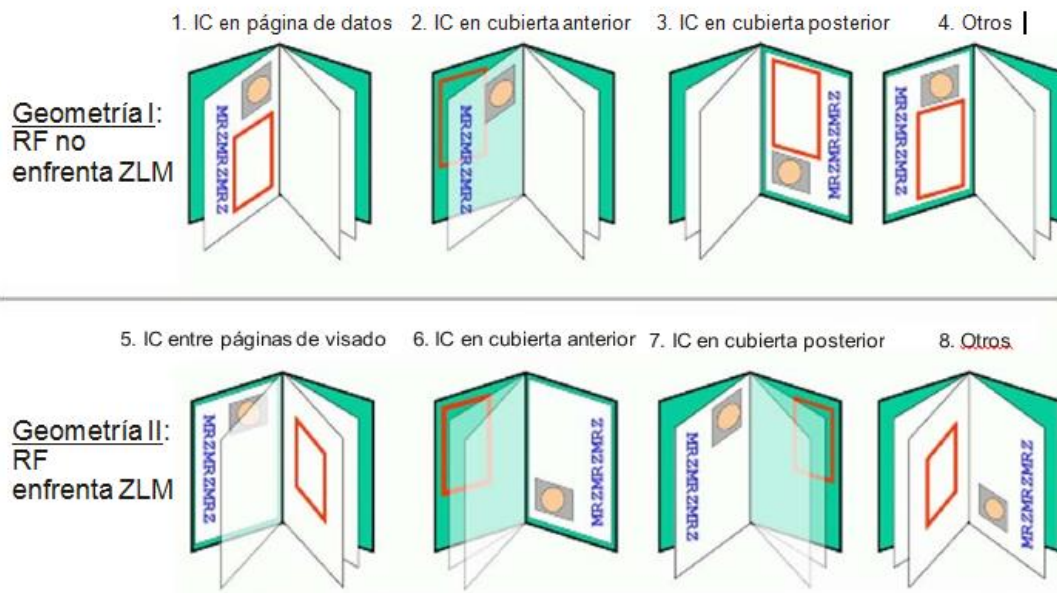 1. IC en página de datos
2. IC en cubierta anterior
3. IC en cubierta posterior
4. Otros
Geometría I:
RF no
enfrenta ZLM
MRZMRZMRZ
MRZMRZMRZ
MRZMRZMRZ
MRZMRZMRZ
5. IC entre páginas de visado
6. IC en cubierta anterior
7. IC en cubierta posterior
8. Otros
Geometría II:
RF
enfrenta ZLM
MRZMRZMRZ
MRZMRZMRZ
MRZMRZMRZ
MRZMRZMRZ